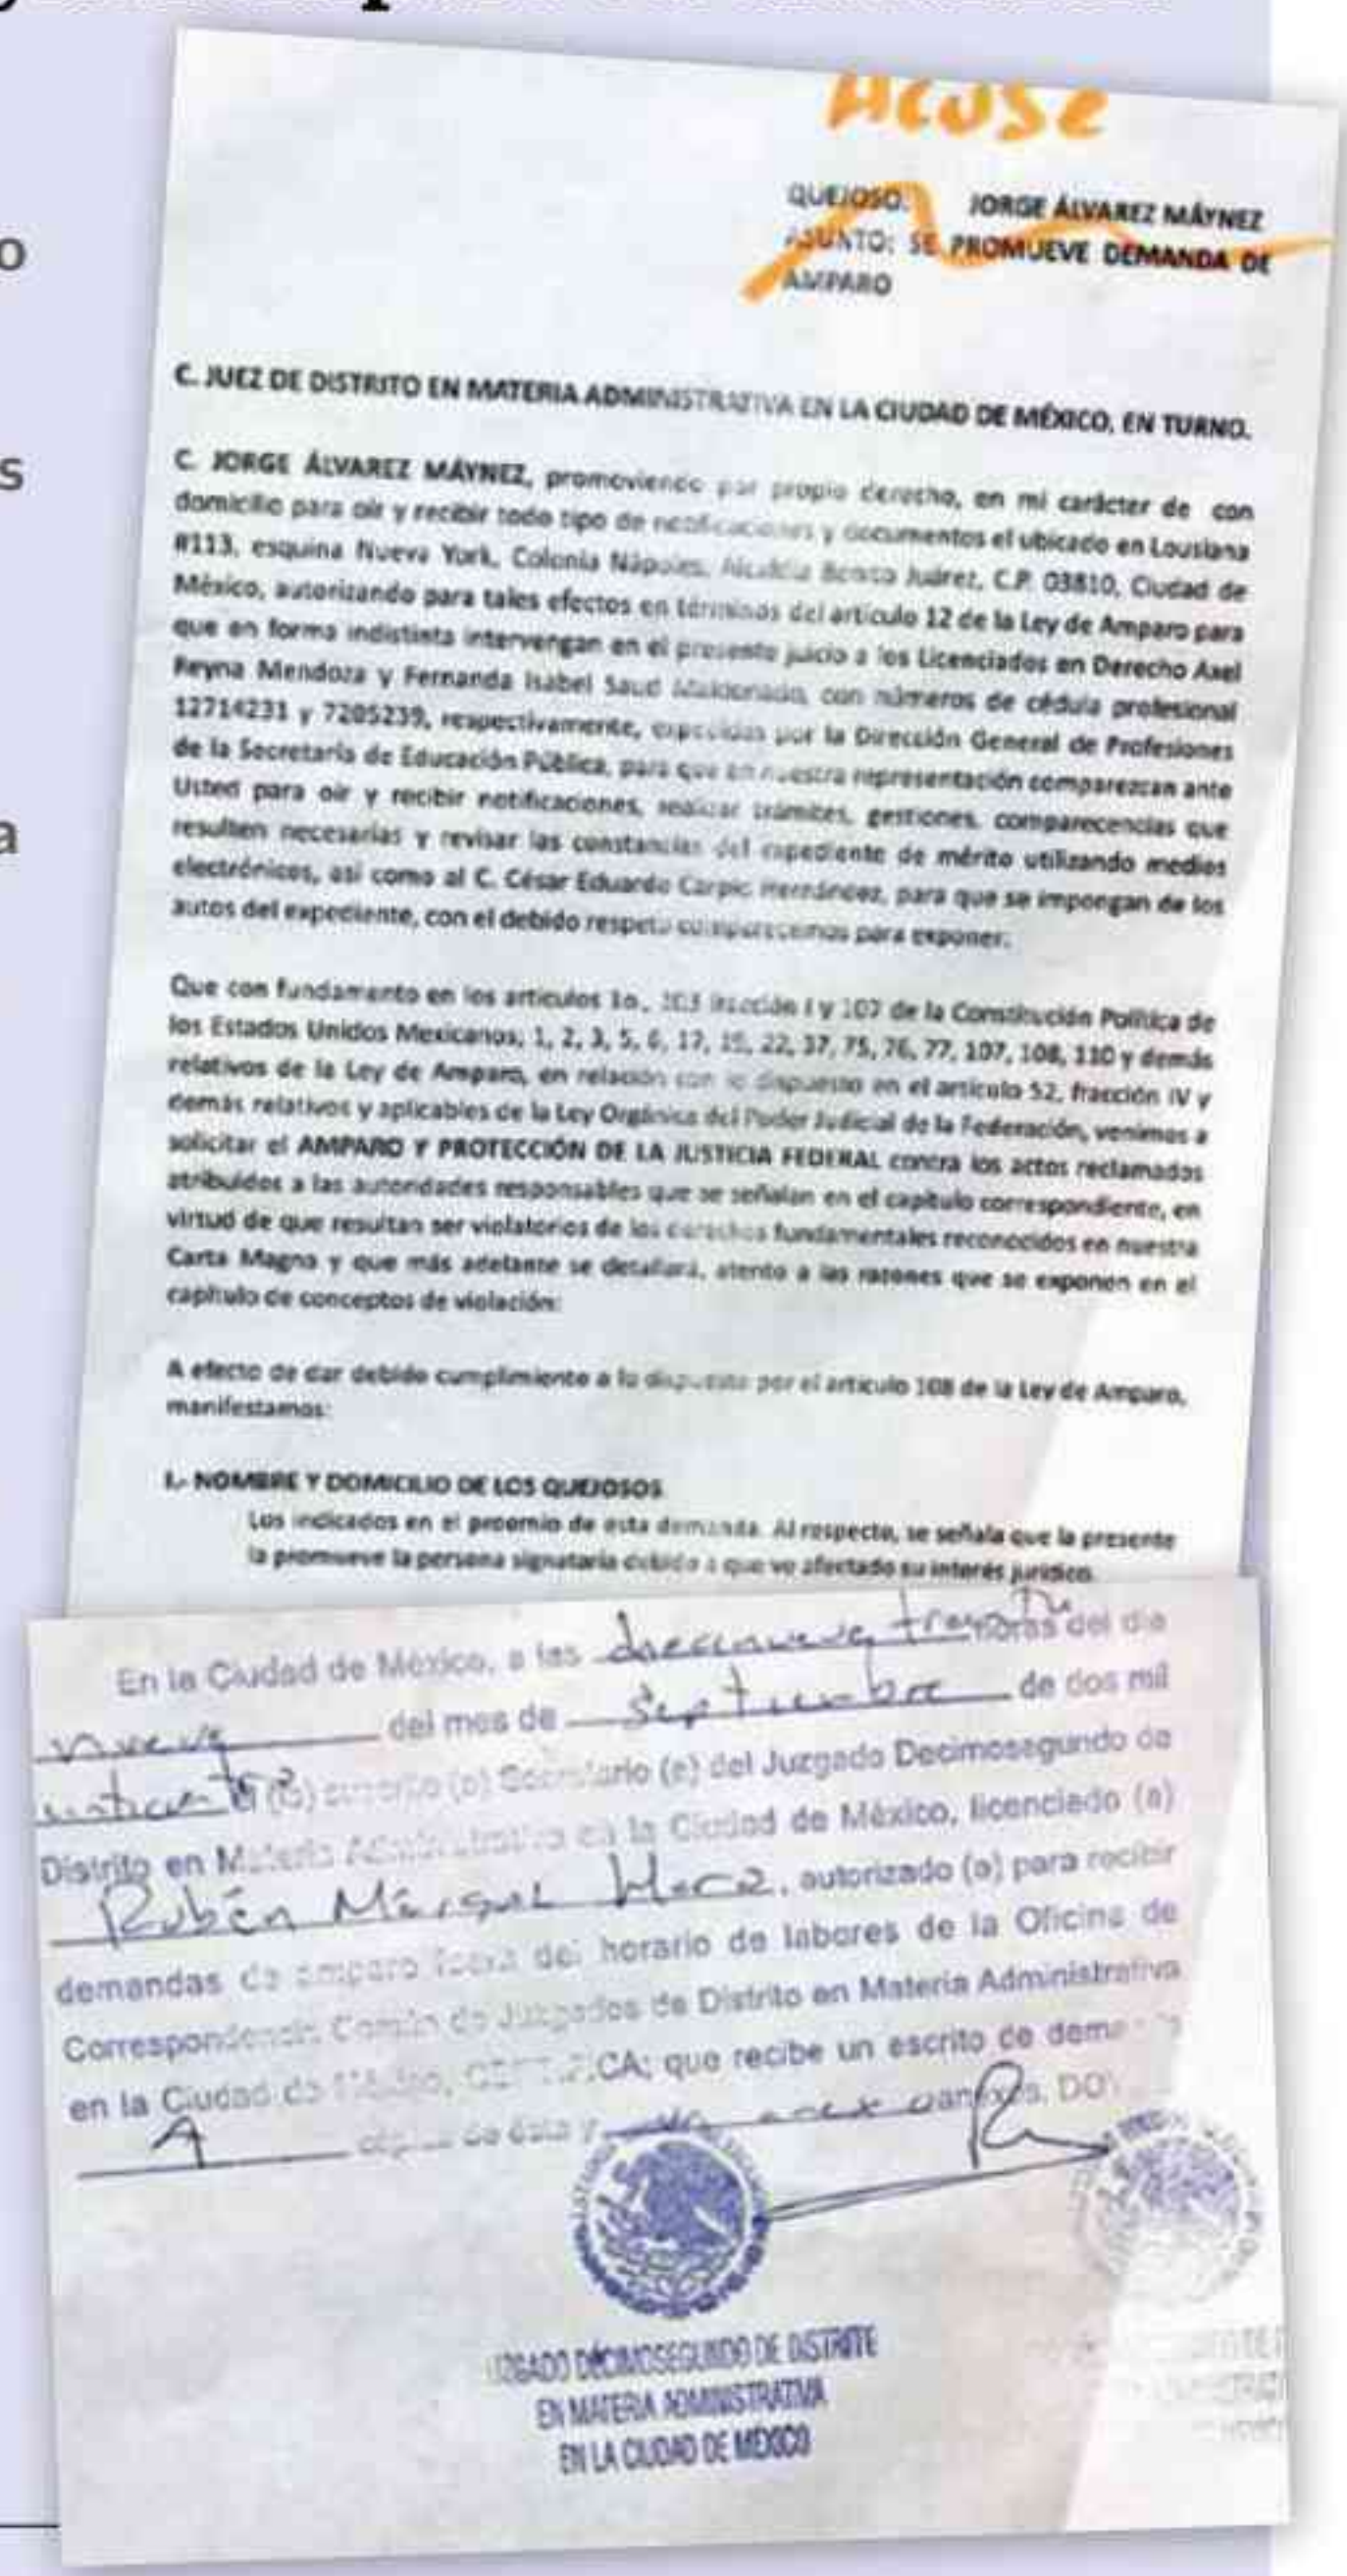 o
s
a
Acuse
QUEJOSO: JORGE ÁLVAREZ MÁYNEZ
ASUNTO: SE PROMUEVE DEMANDA DE
AMPARO
C. JUEZ DE DISTRITO EN MATERIA ADMINISTRATIVA EN LA CIUDAD DE MÉXICO, EN TURNO.
C. JORGE ÁLVAREZ MÁYNEZ, promoviendo por propio derecho, en mi carácter de con
domicilio para oír y recibir todo tipo de notificaciones y documentos el ubicado en Lousiana
#113, esquina Nueva York, Colonia Nápoles, Alcaldía Benito Juárez, C.P. 03810, Ciudad de
México, autorizando para tales efectos en términos del artículo 12 de la Ley de Amparo para
que en forma indistinta intervengan en el presente juicio a los Licenciados en Derecho Axel
Reyna Mendoza y Fernanda Isabel Saud Maldonado, con números de cédula profesional
12714231 y 7205239, respectivamente, expedidas por la Dirección General de Profesiones
de la Secretaría de Educación Pública, para que en nuestra representación comparezcan ante
Usted para oír y recibir notificaciones, realizar trámites, gestiones, comparecencias que
resulten necesarias y revisar las constancias del expediente de mérito utilizando medios
electrónicos, así como al C. César Eduardo Carpic Hernández, para que se impongan de los
autos del expediente, con el debido respeto comparecemos para exponer:
Que con fundamento en los artículos 1o., 103 fracción I y 107 de la Constitución Política de
los Estados Unidos Mexicanos; 1, 2, 3, 5, 6, 17, 22, 37, 75, 76, 77, 107, 108, 110 y demás
relativos de la Ley de Amparo, en relación con lo dispuesto en el artículo 52, fracción IV y
demás relativos y aplicables de la Ley Orgánica del Poder Judicial de la Federación, venimos a
solicitar el AMPARO Y PROTECCIÓN DE LA JUSTICIA FEDERAL contra los actos reclamados
atribuidos a las autoridades responsables que se señalan en el capítulo correspondiente, en
virtud de que resultan ser violatorios de los derechos fundamentales reconocidos en nuestra
Carta Magna y que más adelante se detallará, atento a las razones que se exponen en el
capítulo de conceptos de violación:
A efecto de dar debido cumplimiento a lo dispuesto por el artículo 108 de la Ley de Amparo,
manifestamos:
I.- NOMBRE Y DOMICILIO DE LOS QUEJOSOS
Los indicados en el proemio de esta demanda. Al respecto, se señala que la presente
la promueve la persona signataria debido a que ve afectado su interés jurídico.
En la Ciudad de México, a las diecinueve treinta horas del día
nueve del mes de Septiembre de dos mil
veinticuatro (la) suscrito (a) Secretario (a) del Juzgado Decimosegundo de
Distrito en Materia Administrativa en la Ciudad de México, licenciado (a)
Rubén, autorizado (a) para recibir
demandas de amparo fuera del horario de labores de la Oficina de
Correspondencia Común de Juzgados de Distrito en Materia Administrativa
en la Ciudad de México, que recibe un escrito de
copias de ésta y anexos, DOY
JUZGADO DECIMOSEGUNDO DE DISTRITE
EN MATERIA ADMINISTRATIVA
EN LA CIUDAD DE MEXICO